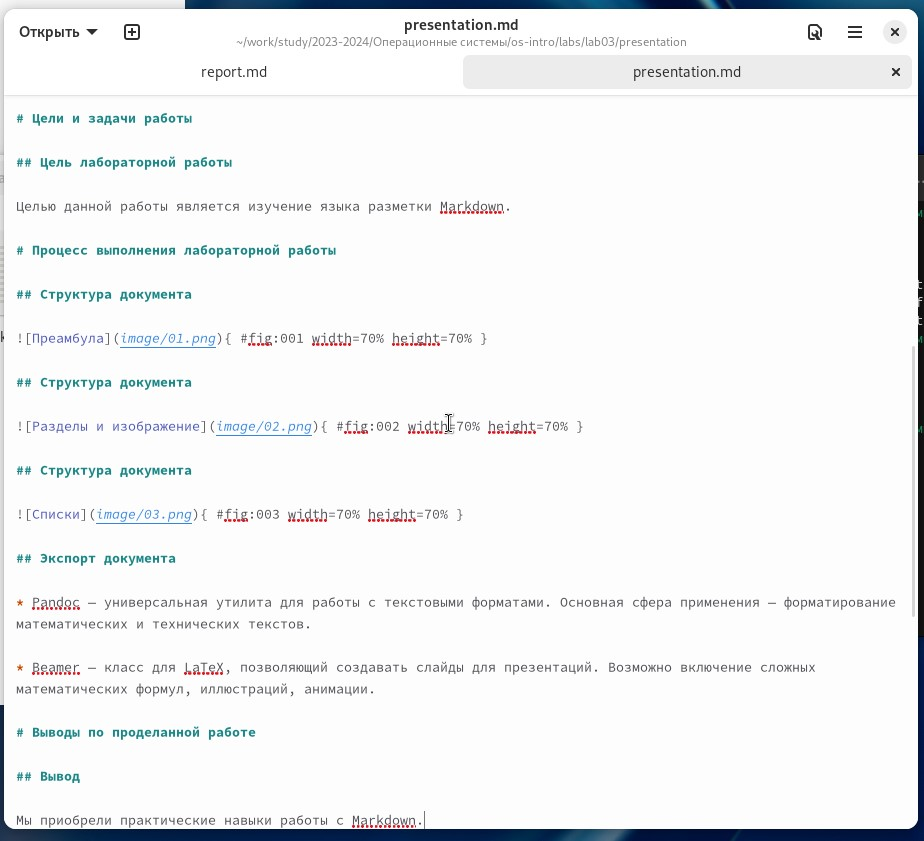 Открыть
presentation.md
~/work/study/2023-2024/Операционные системы/os-intro/labs/lab03/presentation
report.md
presentation.md
# Цели и задачи работы
## Цель лабораторной работы
Целью данной работы является изучение языка разметки Markdown.
# Процесс выполнения лабораторной работы
## Структура документа
![Преамбула](image/01.png){ #fig:001 width=70% height=70% }
## Структура документа
![Разделы и изображение](image/02.png){ #fig:002 width=70% height=70% }
## Структура документа
![Списки](image/03.png){ #fig:003 width=70% height=70% }
## Экспорт документа
* Pandoc — универсальная утилита для работы с текстовыми форматами. Основная сфера применения — форматирование
математических и технических текстов.
* Beamer — класс для LaTeX, позволяющий создавать слайды для презентаций. Возможно включение сложных
математических формул, иллюстраций, анимации.
# Выводы по проделанной работе
## Вывод
Мы приобрели практические навыки работы с Markdown.